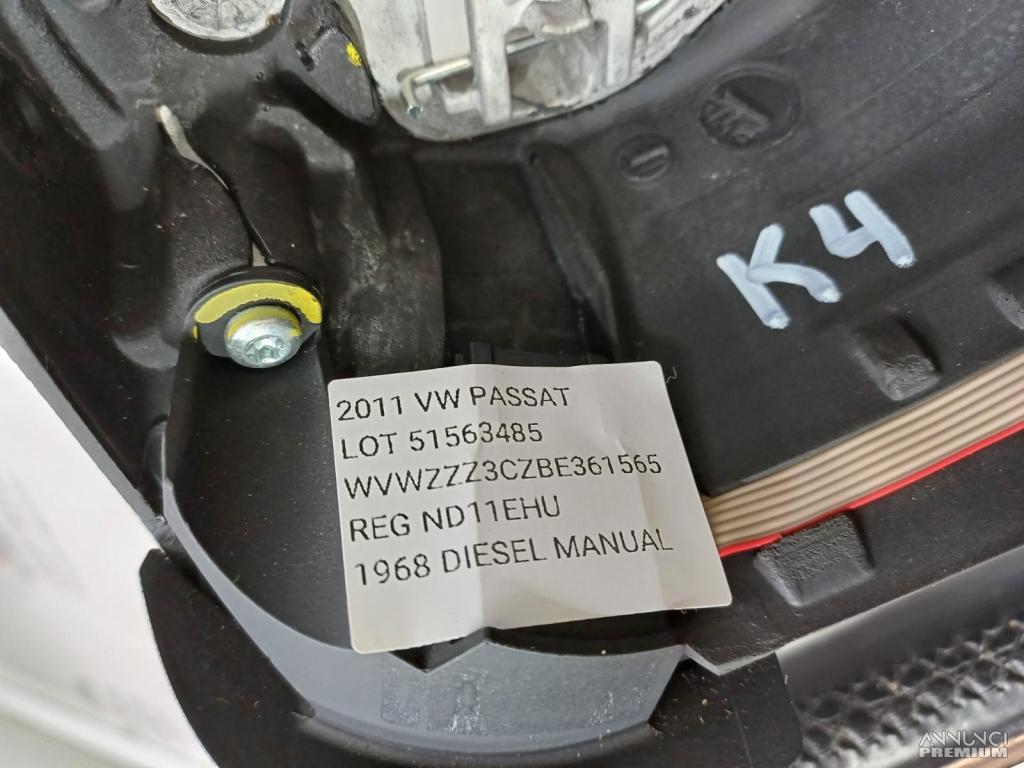 K4
2011 VW PASSAT
LOT 51563485
WVWZZZ3CZBE361565
REG ND11EHU
1968 DIESEL MANUAL
ANNUNCI
PREMIUM